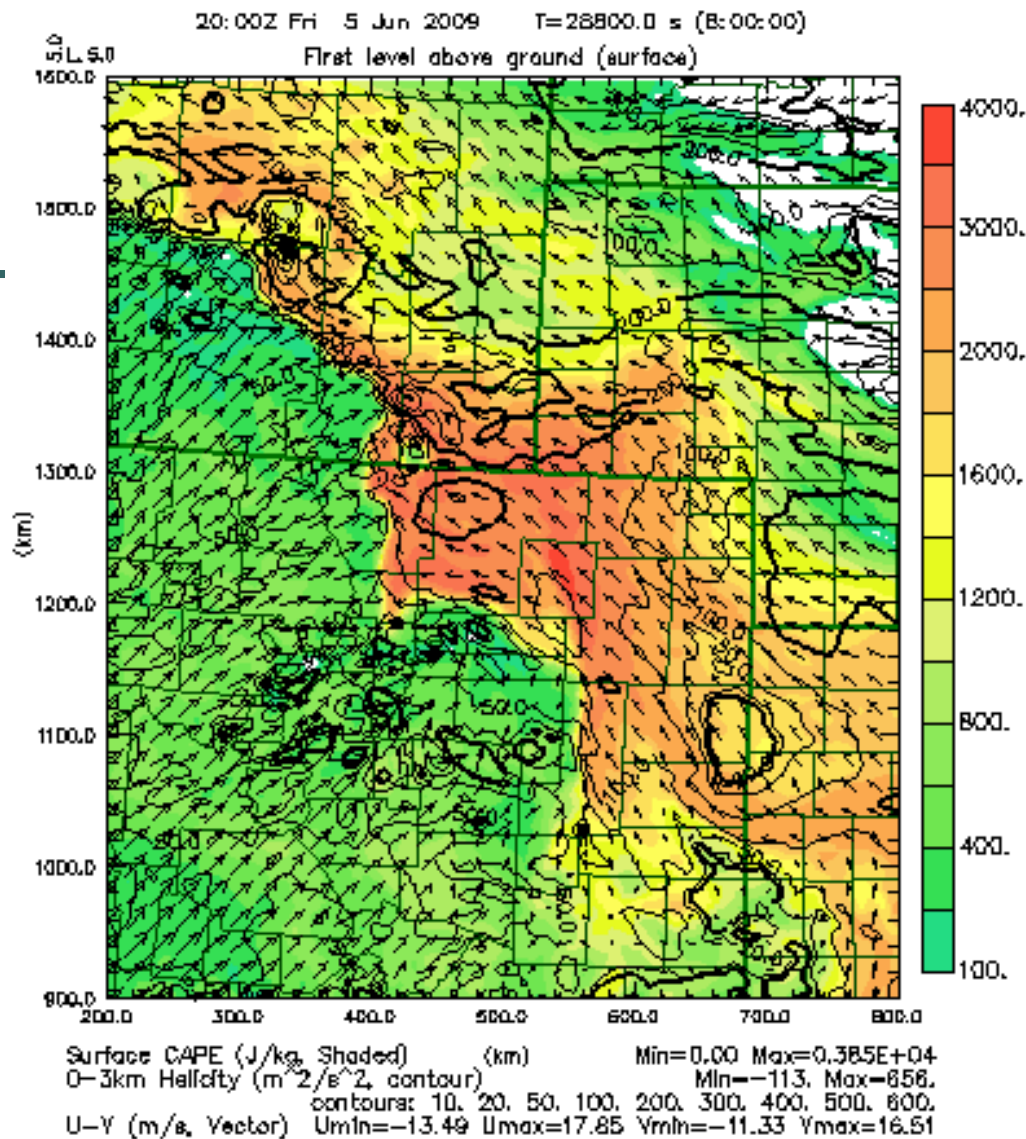 20:00Z Fri 5 Jun 2009 T=28800.0 s (8:00:00)
First level above ground (surface)
1600.0
1500.0
1400.0
1300.0
1200.0
1100.0
1000.0
900.0
(km)
200.0 300.0 400.0 500.0 600.0 700.0 800.0
(km)
4000.
3000.
2000.
1600.
1200.
800.
400.
100.
Surface CAPE (J/kg, Shaded) Min=0.00 Max=0.385E+04
0-3km Helicity (m^2/s^2, contour) Min=-113. Max=656.
contours: 10. 20. 50. 100. 200. 300. 400. 500. 600.
U-V (m/s, Vector) Umin=-13.49 Umax=17.85 Vmin=-11.33 Vmax=16.51